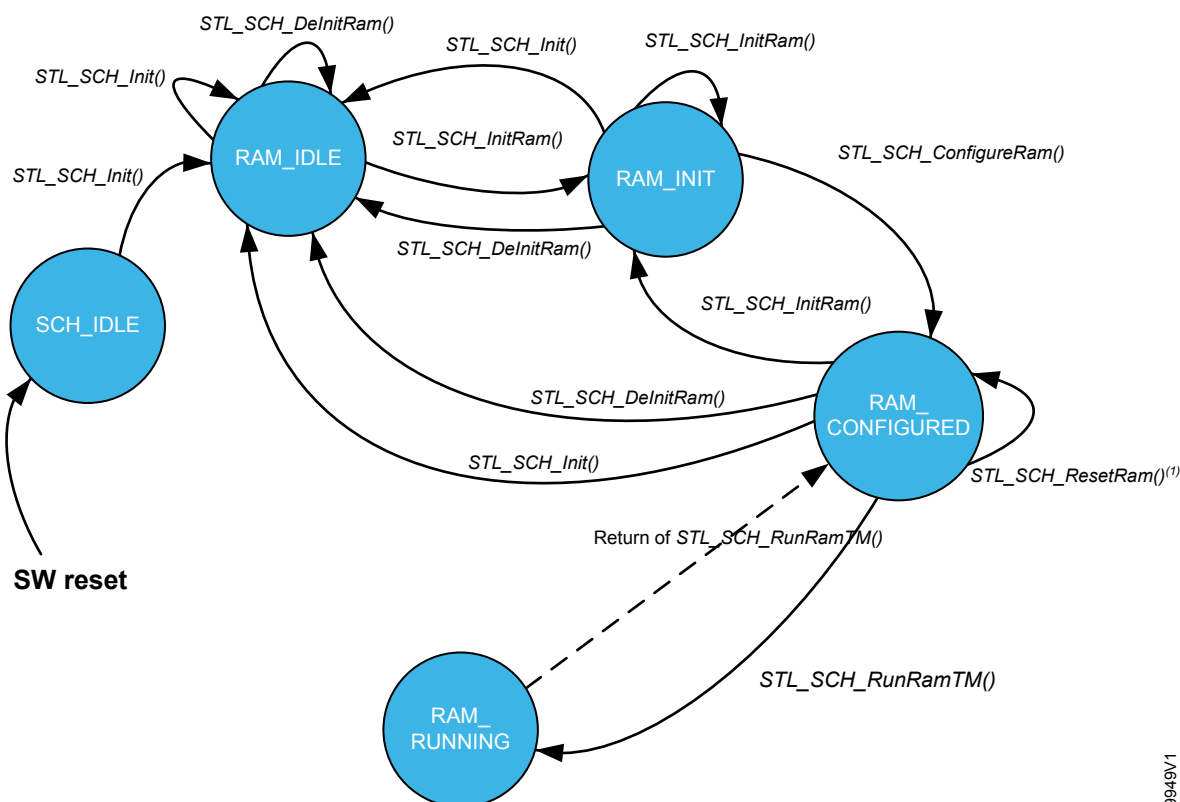 STL_SCH_DeInitRam()
STL_SCH_Init()
STL_SCH_InitRam()
STL_SCH_Init()
STL_SCH_InitRam()
STL_SCH_ConfigureRam()
RAM_IDLE
RAM_INIT
STL_SCH_Init()
STL_SCH_DeInitRam()
STL_SCH_InitRam()
SCH_IDLE
STL_SCH_DeInitRam()
RAM_
CONFIGURED
STL_SCH_Init()
STL_SCH_ResetRam()(1)
Return of STL_SCH_RunRamTM()
SW reset
STL_SCH_RunRamTM()
RAM_
RUNNING